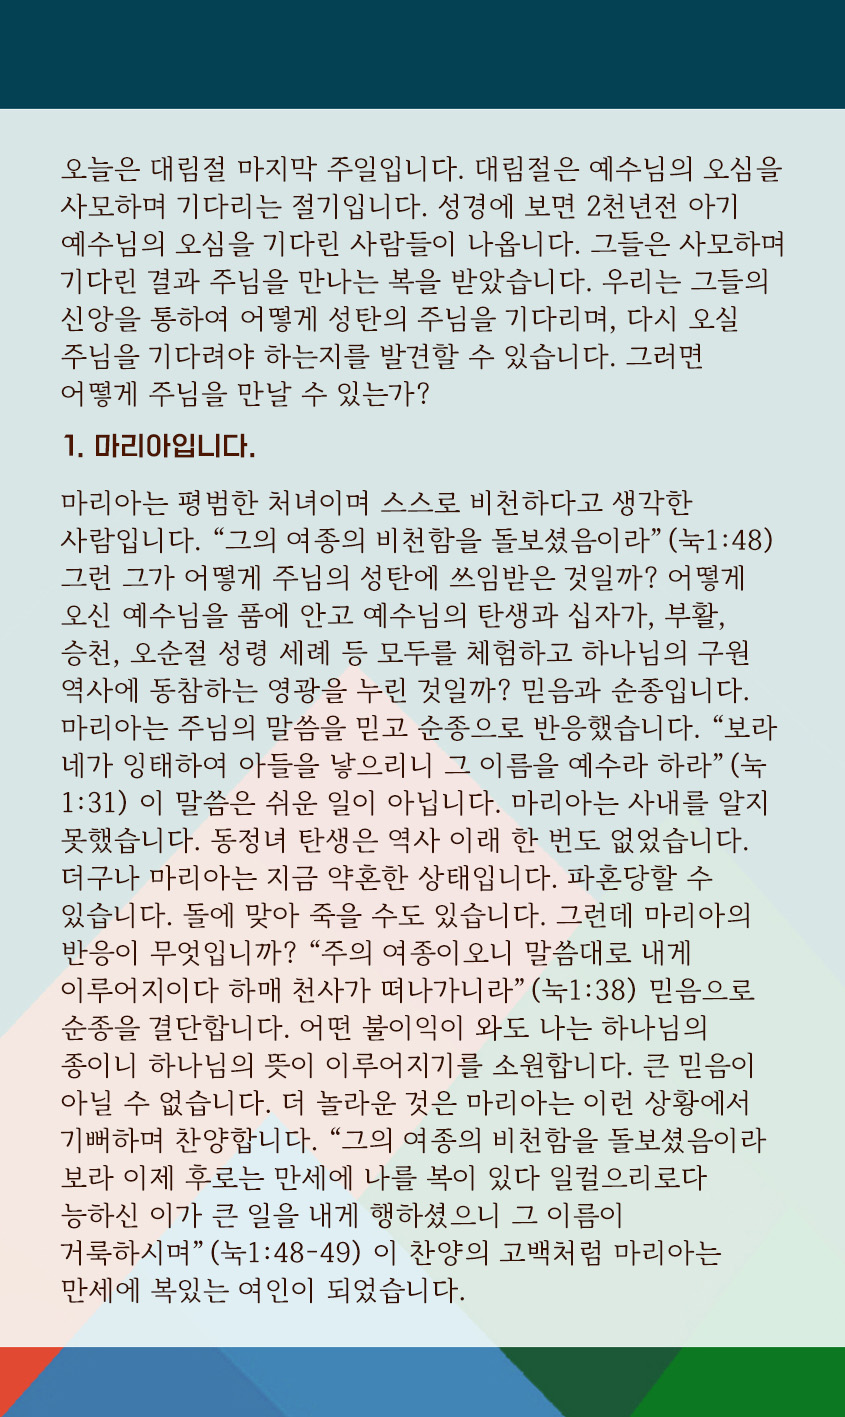 오늘은 대림절 마지막 주일입니다. 대림절은 예수님의 오심을
사모하며 기다리는 절기입니다. 성경에 보면 2천년전 아기
예수님의 오심을 기다린 사람들이 나옵니다. 그들은 사모하며
기다린 결과 주님을 만나는 복을 받았습니다. 우리는 그들의
신앙을 통하여 어떻게 성탄의 주님을 기다리며, 다시 오실
주님을 기다려야 하는지를 발견할 수 있습니다. 그러면
어떻게 주님을 만날 수 있는가?
1. 마리아입니다.
마리아는 평범한 처녀이며 스스로 비천하다고 생각한
사람입니다. “그의 여종의 비천함을 돌보셨음이라”(눅1:48)
그런 그가 어떻게 주님의 성탄에 쓰임받은 것일까? 어떻게
오신 예수님을 품에 안고 예수님의 탄생과 십자가, 부활,
승천, 오순절 성령 세례 등 모두를 체험하고 하나님의 구원
역사에 동참하는 영광을 누린 것일까? 믿음과 순종입니다.
마리아는 주님의 말씀을 믿고 순종으로 반응했습니다. “보라
네가 잉태하여 아들을 낳으리니 그 이름을 예수라 하라”(눅
1:31) 이 말씀은 쉬운 일이 아닙니다. 마리아는 사내를 알지
못했습니다. 동정녀 탄생은 역사 이래 한 번도 없었습니다.
더구나 마리아는 지금 약혼한 상태입니다. 파혼당할 수
있습니다. 돌에 맞아 죽을 수도 있습니다. 그런데 마리아의
반응이 무엇입니까? “주의 여종이오니 말씀대로 내게
이루어지이다 하매 천사가 떠나가니라”(눅1:38) 믿음으로
순종을 결단합니다. 어떤 불이익이 와도 나는 하나님의
종이니 하나님의 뜻이 이루어지기를 소원합니다. 큰 믿음이
아닐 수 없습니다. 더 놀라운 것은 마리아는 이런 상황에서
기뻐하며 찬양합니다. “그의 여종의 비천함을 돌보셨음이라
보라 이제 후로는 만세에 나를 복이 있다 일컬으리로다
능하신 이가 큰 일을 내게 행하셨으니 그 이름이
거룩하시며”(눅1:48-49) 이 찬양의 고백처럼 마리아는
만세에 복있는 여인이 되었습니다.